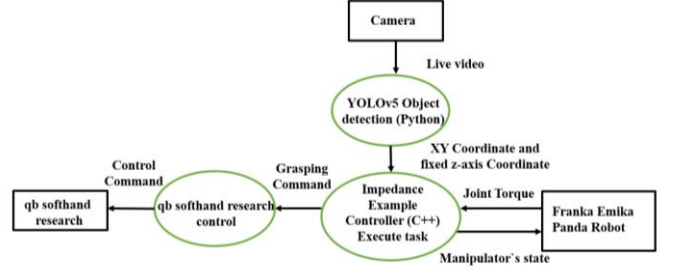 Camera
Live video
YOLOv5 Object
detection (Python)
XY Coordinate and
fixed z-axis Coordinate
Control
Command
Grasping
Command
Impedance
Example
Controller (C++)
Execute task
Joint Torque
qb softhand
research
qb softhand research
control
Franka Emika
Panda Robot
Manipulator`s state